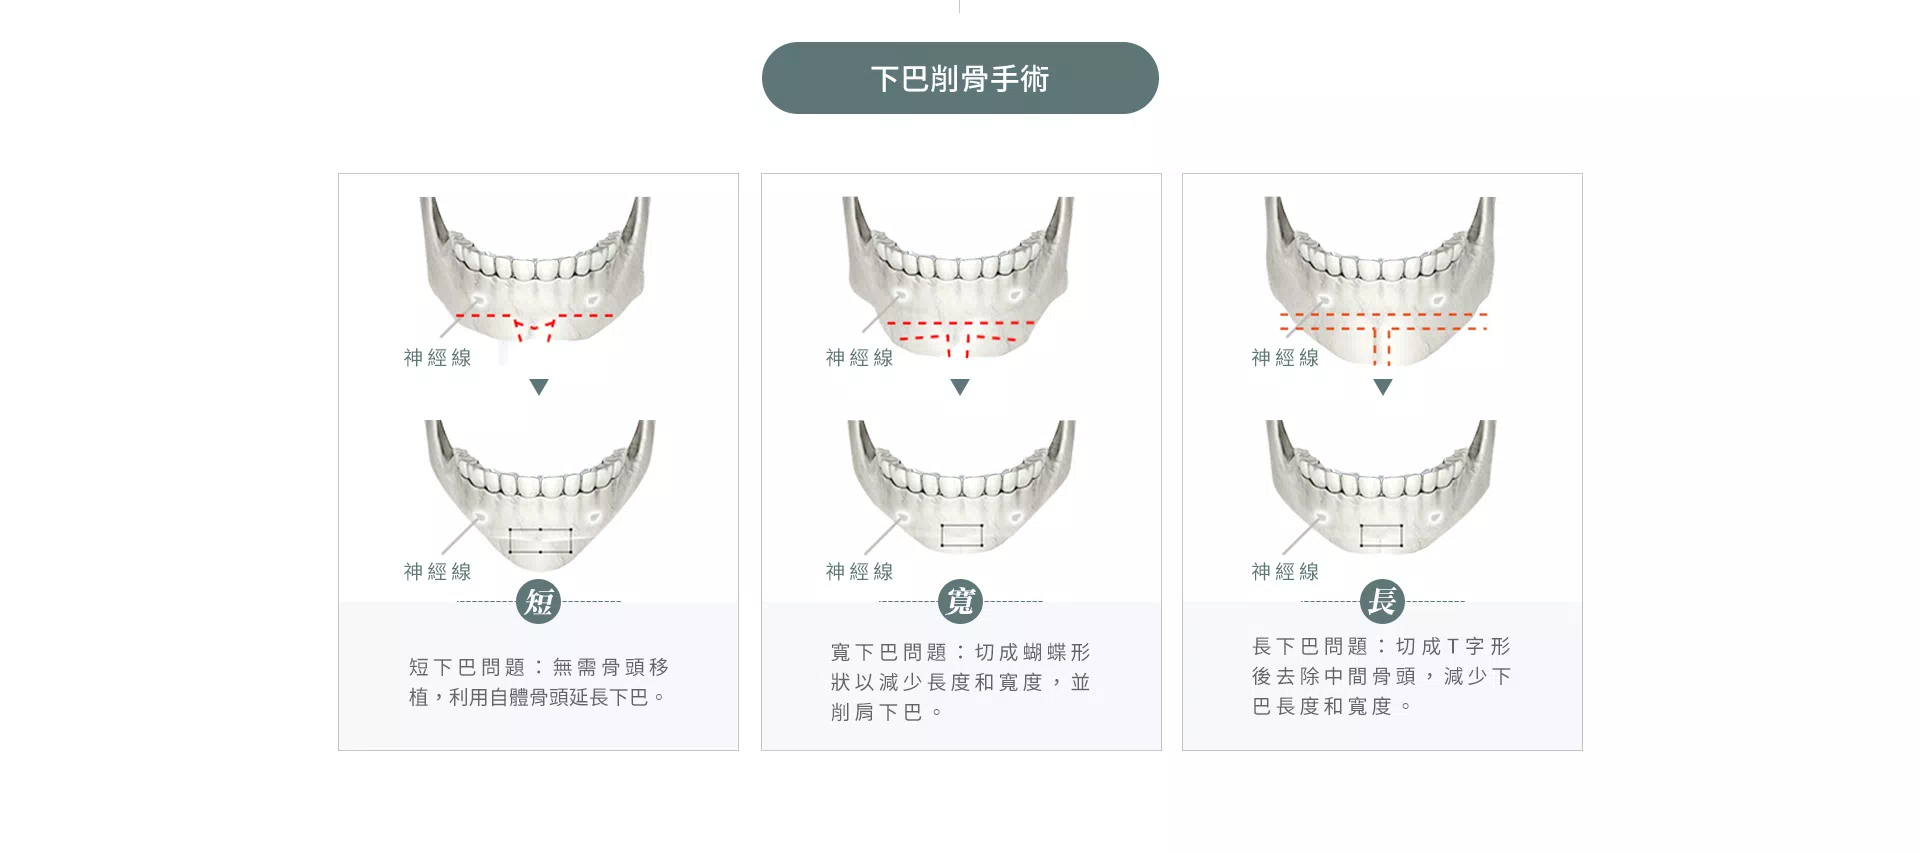 下巴削骨手術
神經線
神經線
神經線
神經線
神經線
神經線
短
寬
長
短下巴問題：無需骨頭移
植，利用自體骨頭延長下巴。
寬下巴問題：切成蝴蝶形
狀以減少長度和寬度，並
削肩下巴。
長下巴問題：切成T字形
後去除中間骨頭，減少下
巴長度和寬度。